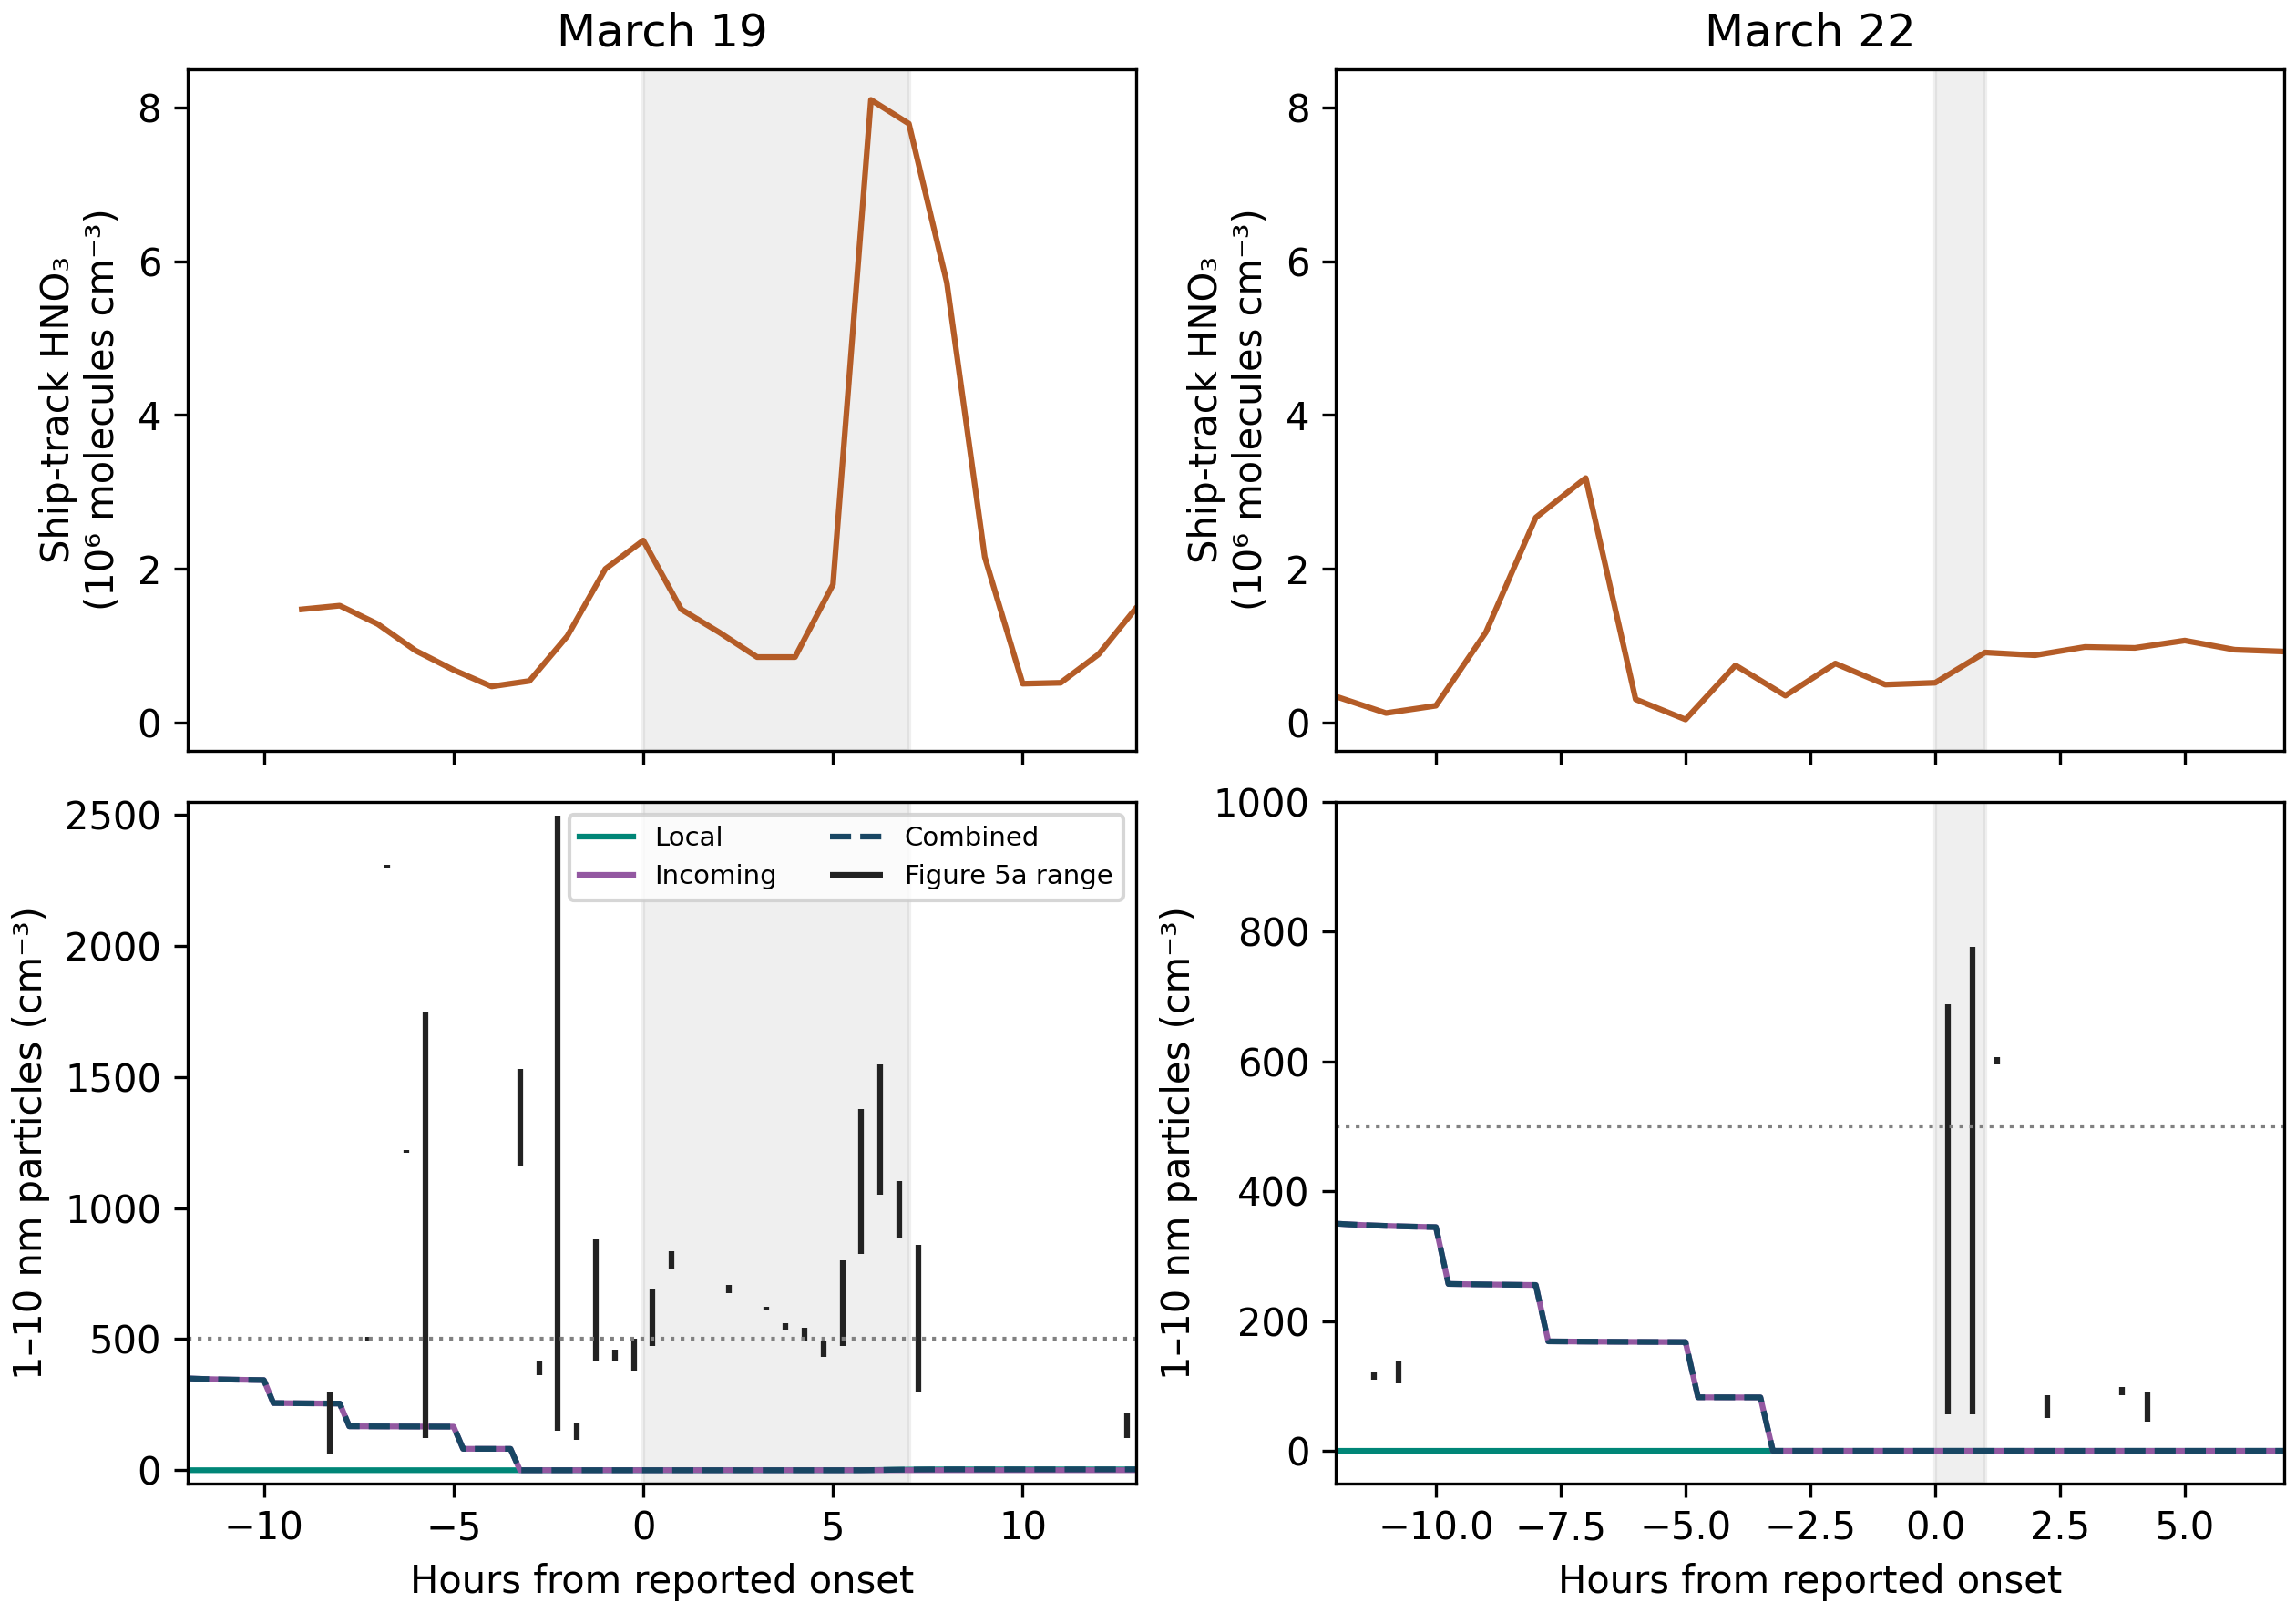 March 19
March 22
Ship-track HNO₃
(10⁶ molecules cm⁻³)
8
6
4
2
0
Ship-track HNO₃
(10⁶ molecules cm⁻³)
8
6
4
2
0
1–10 nm particles (cm⁻³)
2500
2000
1500
1000
500
0
Local
Incoming
Combined
Figure 5a range
−10
−5
0
5
10
Hours from reported onset
1–10 nm particles (cm⁻³)
1000
800
600
400
200
0
−10.0
−7.5
−5.0
−2.5
0.0
2.5
5.0
Hours from reported onset